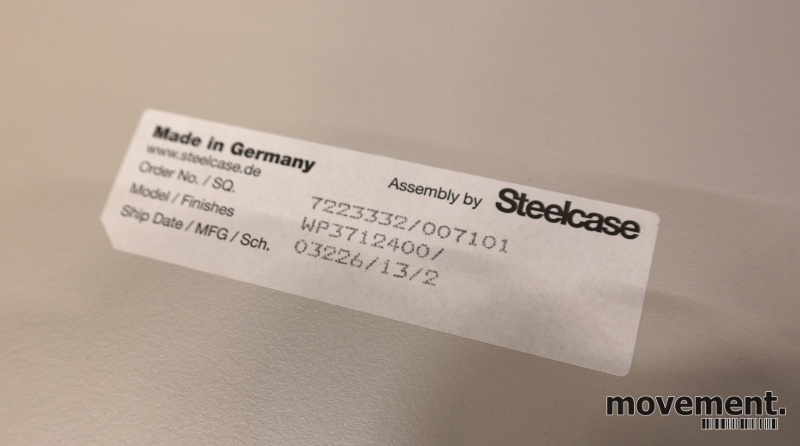 Made in Germany
www.steelcase.de
Assembly by Steelcase
Order No. / SQ. 7223332/007101
Model / Finishes WP3712400/
Ship Date / MFG / Sch. 03226/13/2
movement.